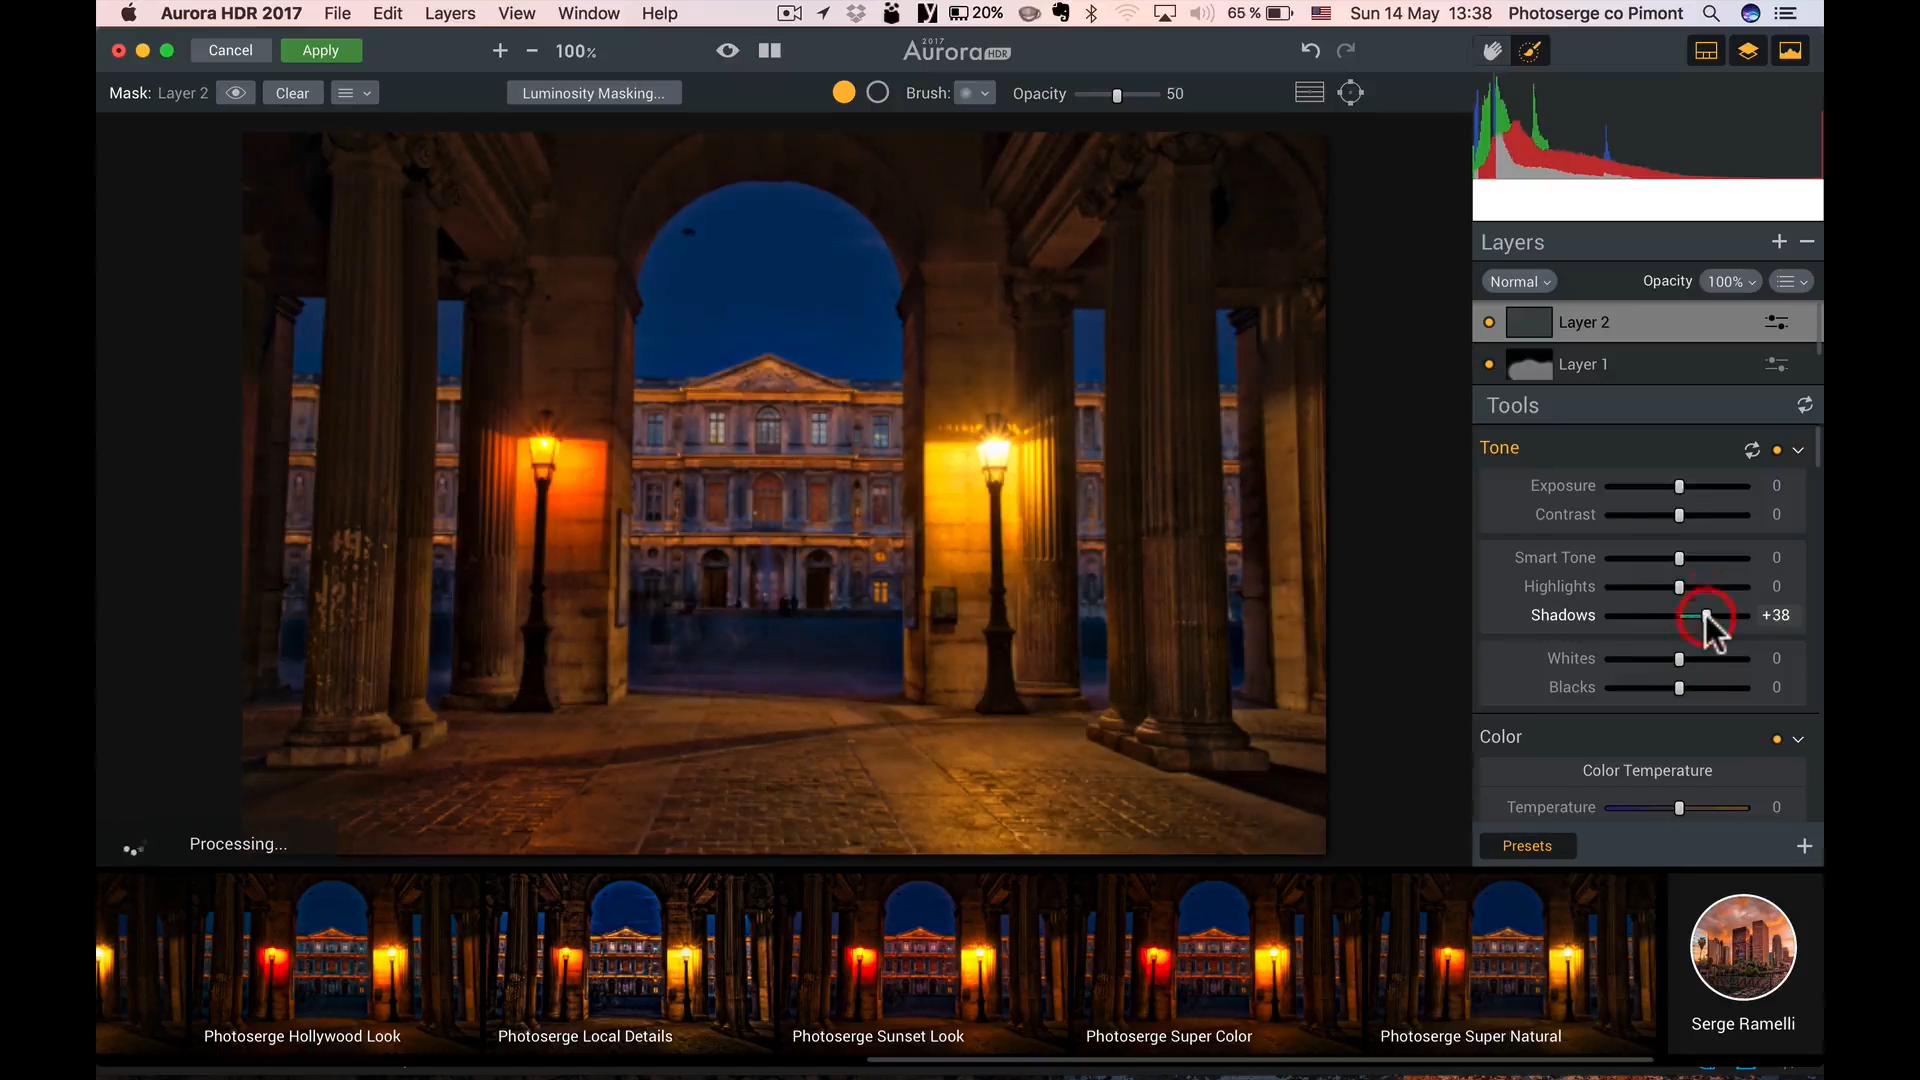 Aurora HDR 2017 File Edit Layers View Window Help 20% 65% Sun 14 May 13:38 Photoserge co Pimont
Cancel Apply 100% 2017 Aurora HDR
Mask: Layer 2 Clear Luminosity Masking... Brush: Opacity 50
Layers
Normal Opacity 100%
Layer 2
Layer 1
Tools
Tone
Exposure 0
Contrast 0
Smart Tone 0
Highlights 0
Shadows +38
Whites 0
Blacks 0
Color
Color Temperature
Temperature 0
Processing...
Presets
Photoserge Hollywood Look
Photoserge Local Details
Photoserge Sunset Look
Photoserge Super Color
Photoserge Super Natural
Serge Ramelli